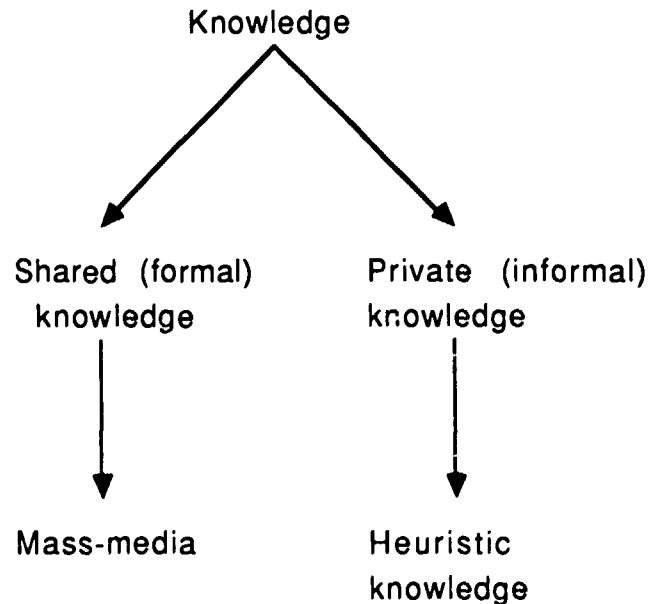 Knowledge
Shared (formal)
knowledge
Private (informal)
knowledge
Mass-media
Heuristic
knowledge